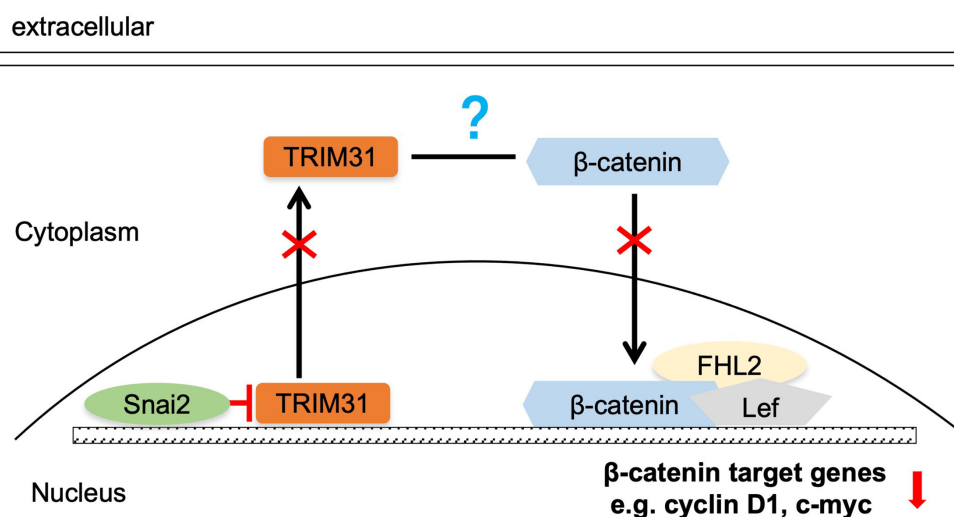 extracellular
?
TRIM31
β-catenin
Cytoplasm
FHL2
Snai2
TRIM31
β-catenin
Lef
β-catenin target genes
e.g. cyclin D1, c-myc
Nucleus